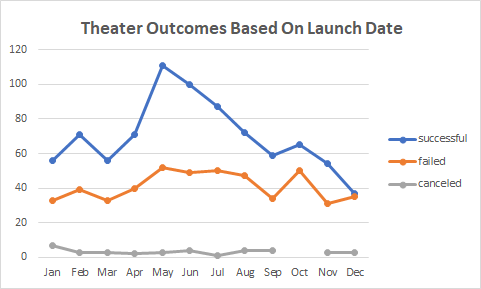 Theater Outcomes Based On Launch Date
120
100
80
60
40
20
0
Jan Feb Mar Apr May Jun Jul Aug Sep Oct Nov Dec
successful
failed
canceled